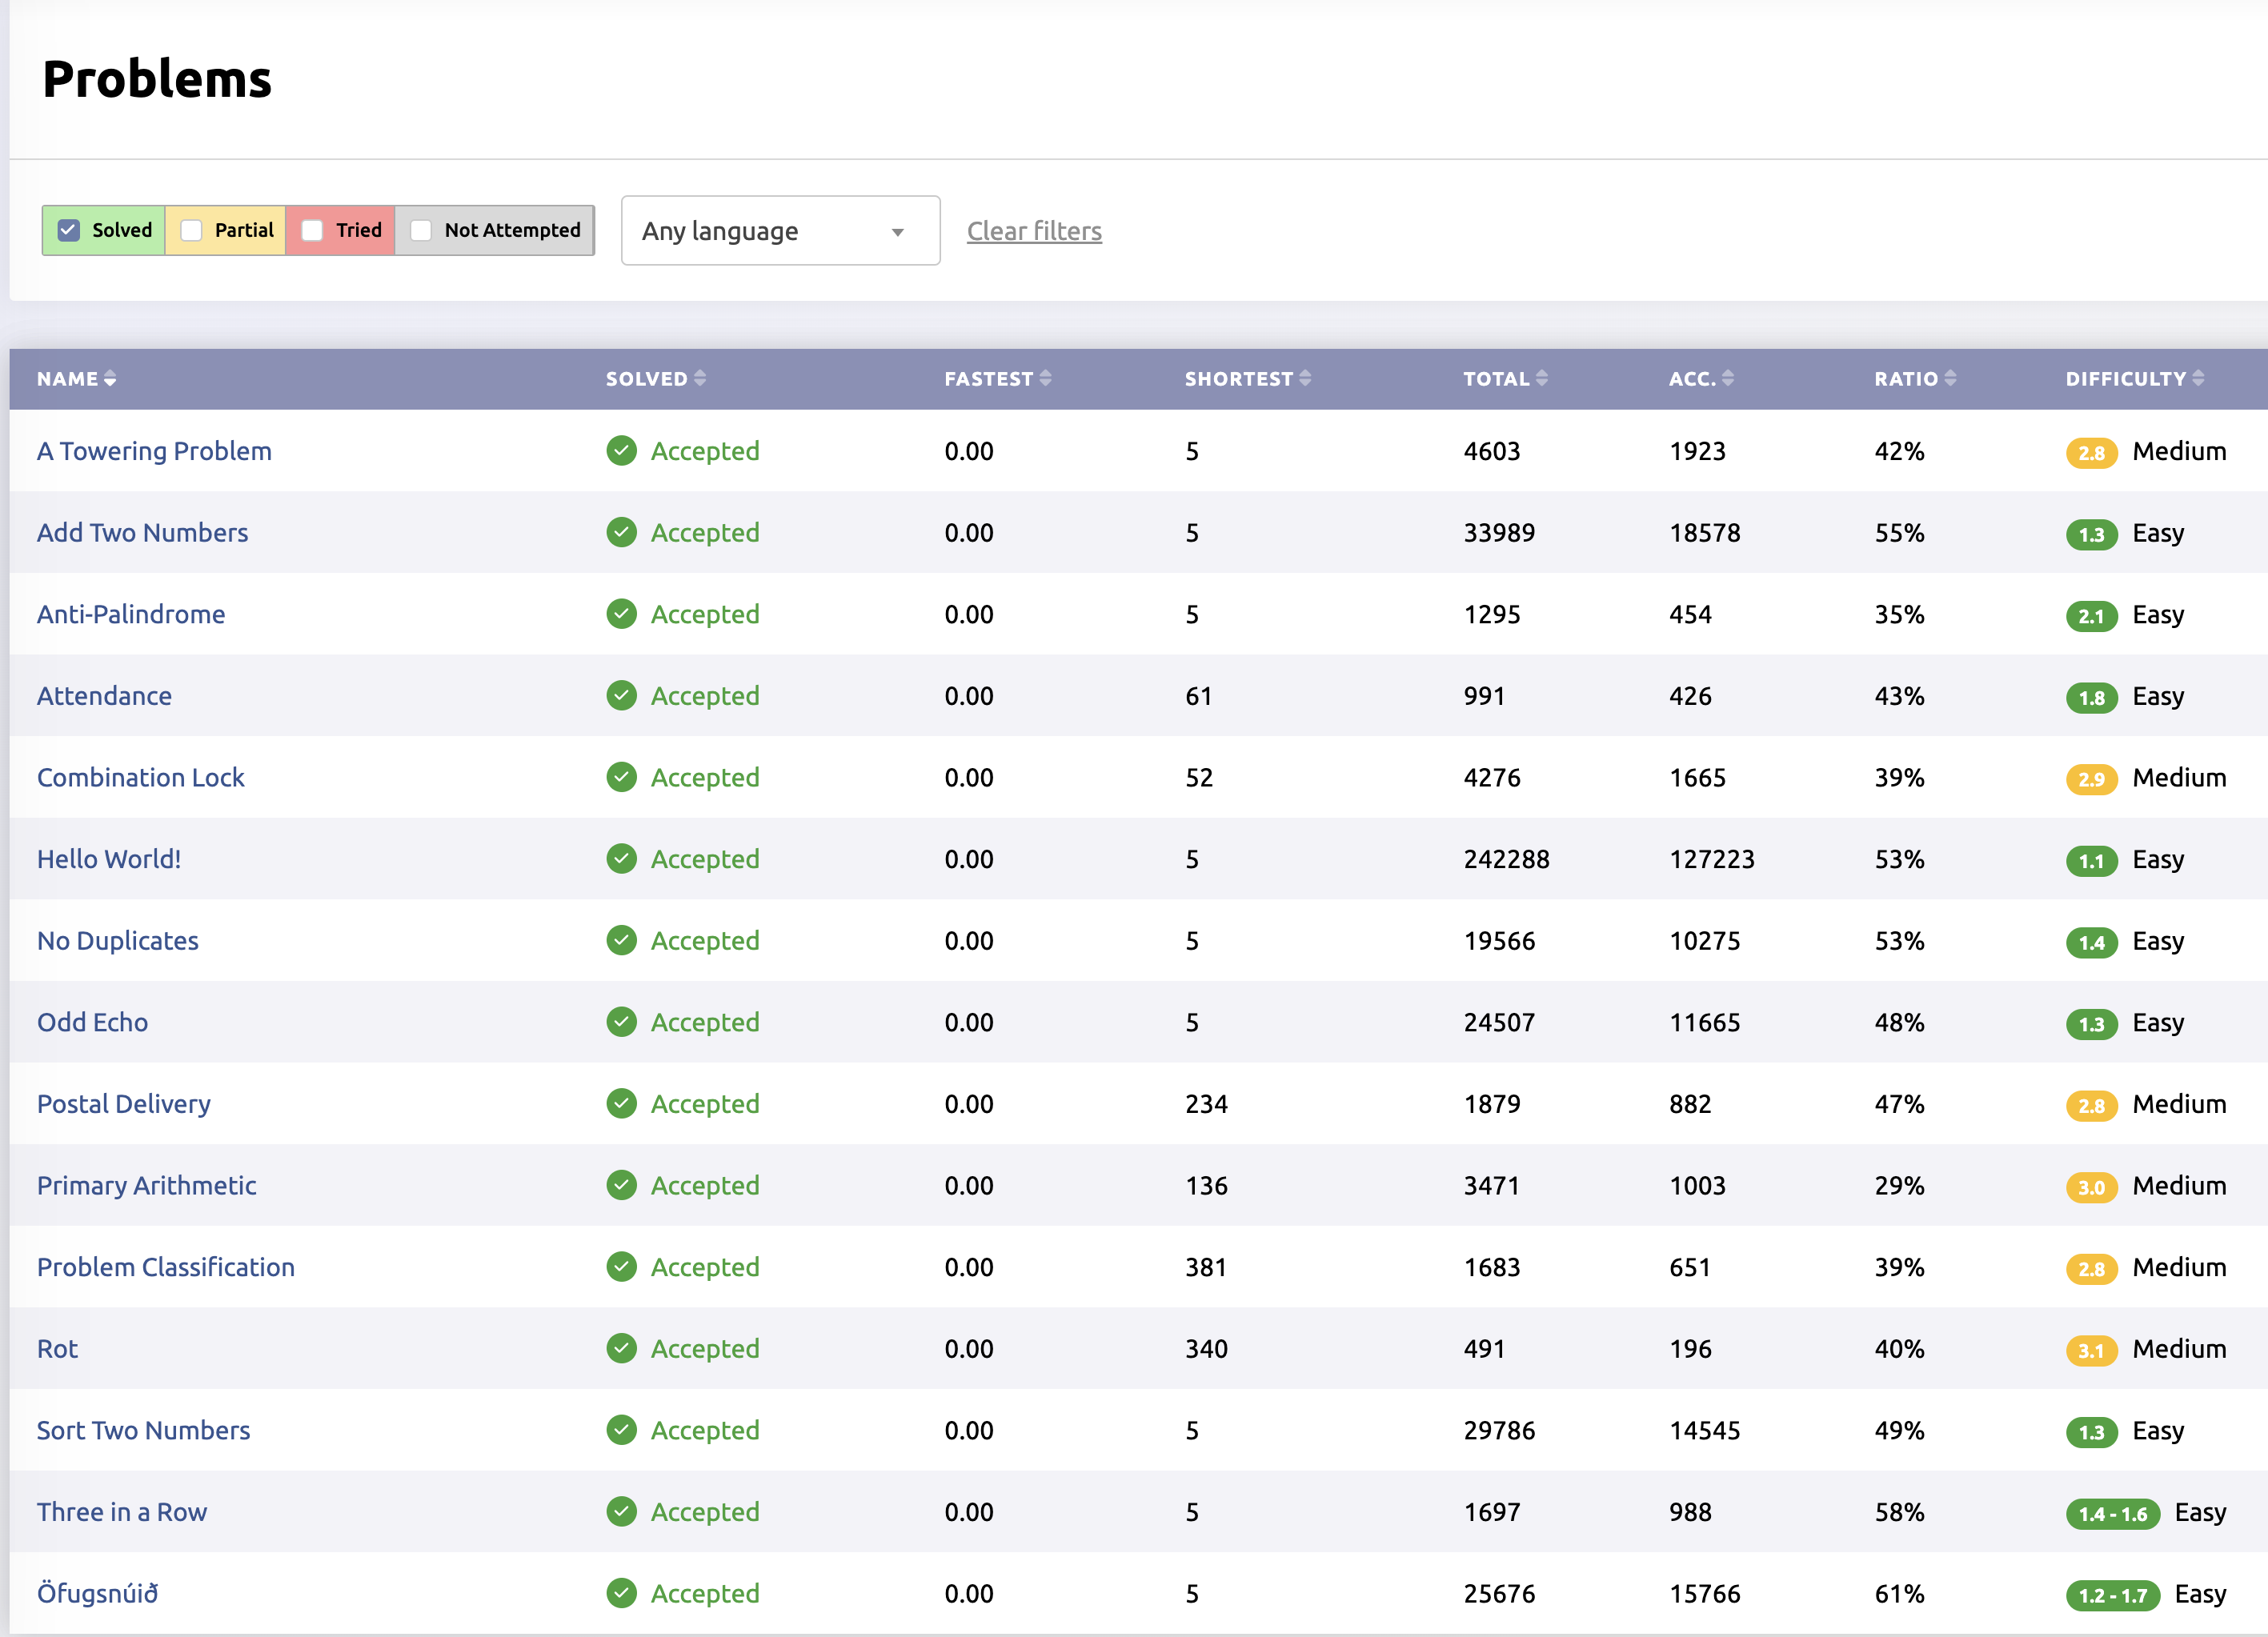 Problems
Solved Partial Tried Not Attempted Any language Clear filters
NAME SOLVED FASTEST SHORTEST TOTAL ACC. RATIO DIFFICULTY
A Towering Problem Accepted 0.00 5 4603 1923 42% 2.8 Medium
Add Two Numbers Accepted 0.00 5 33989 18578 55% 1.3 Easy
Anti-Palindrome Accepted 0.00 5 1295 454 35% 2.1 Easy
Attendance Accepted 0.00 61 991 426 43% 1.8 Easy
Combination Lock Accepted 0.00 52 4276 1665 39% 2.9 Medium
Hello World! Accepted 0.00 5 242288 127223 53% 1.1 Easy
No Duplicates Accepted 0.00 5 19566 10275 53% 1.4 Easy
Odd Echo Accepted 0.00 5 24507 11665 48% 1.3 Easy
Postal Delivery Accepted 0.00 234 1879 882 47% 2.8 Medium
Primary Arithmetic Accepted 0.00 136 3471 1003 29% 3.0 Medium
Problem Classification Accepted 0.00 381 1683 651 39% 2.8 Medium
Rot Accepted 0.00 340 491 196 40% 3.1 Medium
Sort Two Numbers Accepted 0.00 5 29786 14545 49% 1.3 Easy
Three in a Row Accepted 0.00 5 1697 988 58% 1.4 - 1.6 Easy
Öfugsnúið Accepted 0.00 5 25676 15766 61% 1.2 - 1.7 Easy